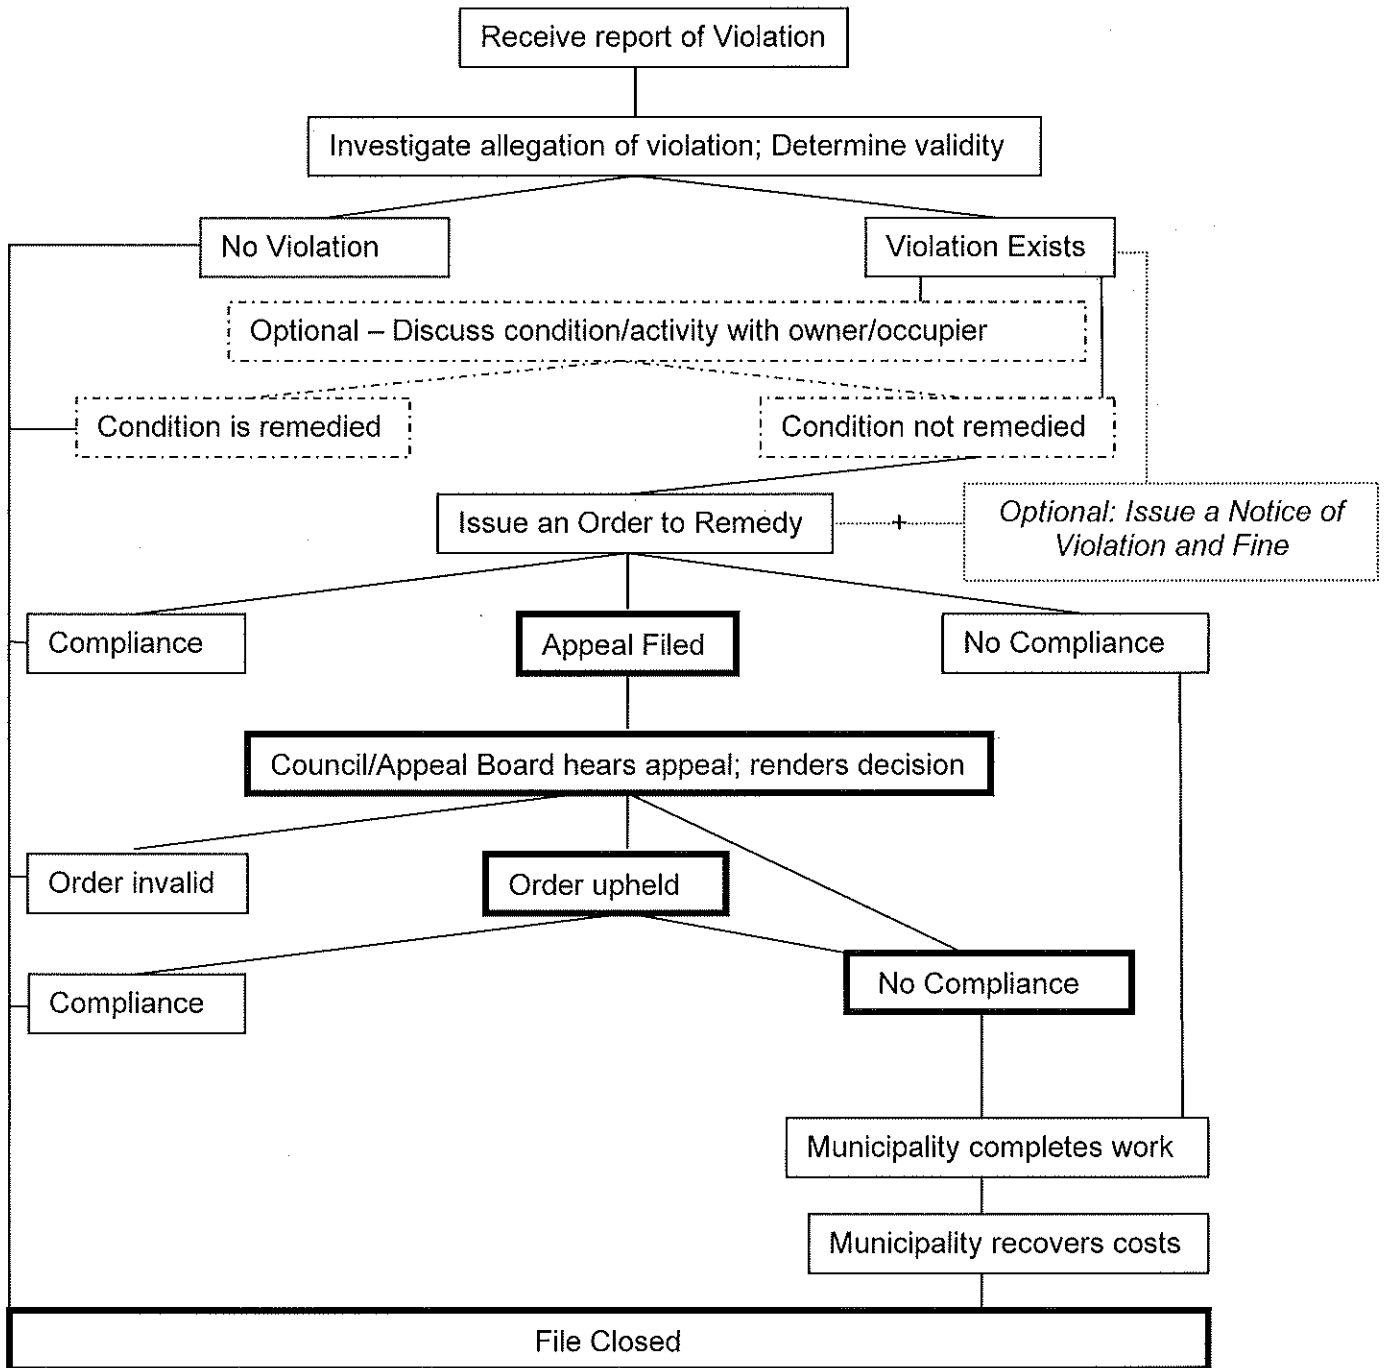 Receive report of Violation
Investigate allegation of violation; Determine validity
No Violation
Violation Exists
Optional – Discuss condition/activity with owner/occupier
Condition is remedied
Condition not remedied
Issue an Order to Remedy
+
Optional: Issue a Notice of
Violation and Fine
Compliance
Appeal Filed
No Compliance
Council/Appeal Board hears appeal; renders decision
Order invalid
Order upheld
Compliance
No Compliance
Municipality completes work
Municipality recovers costs
File Closed